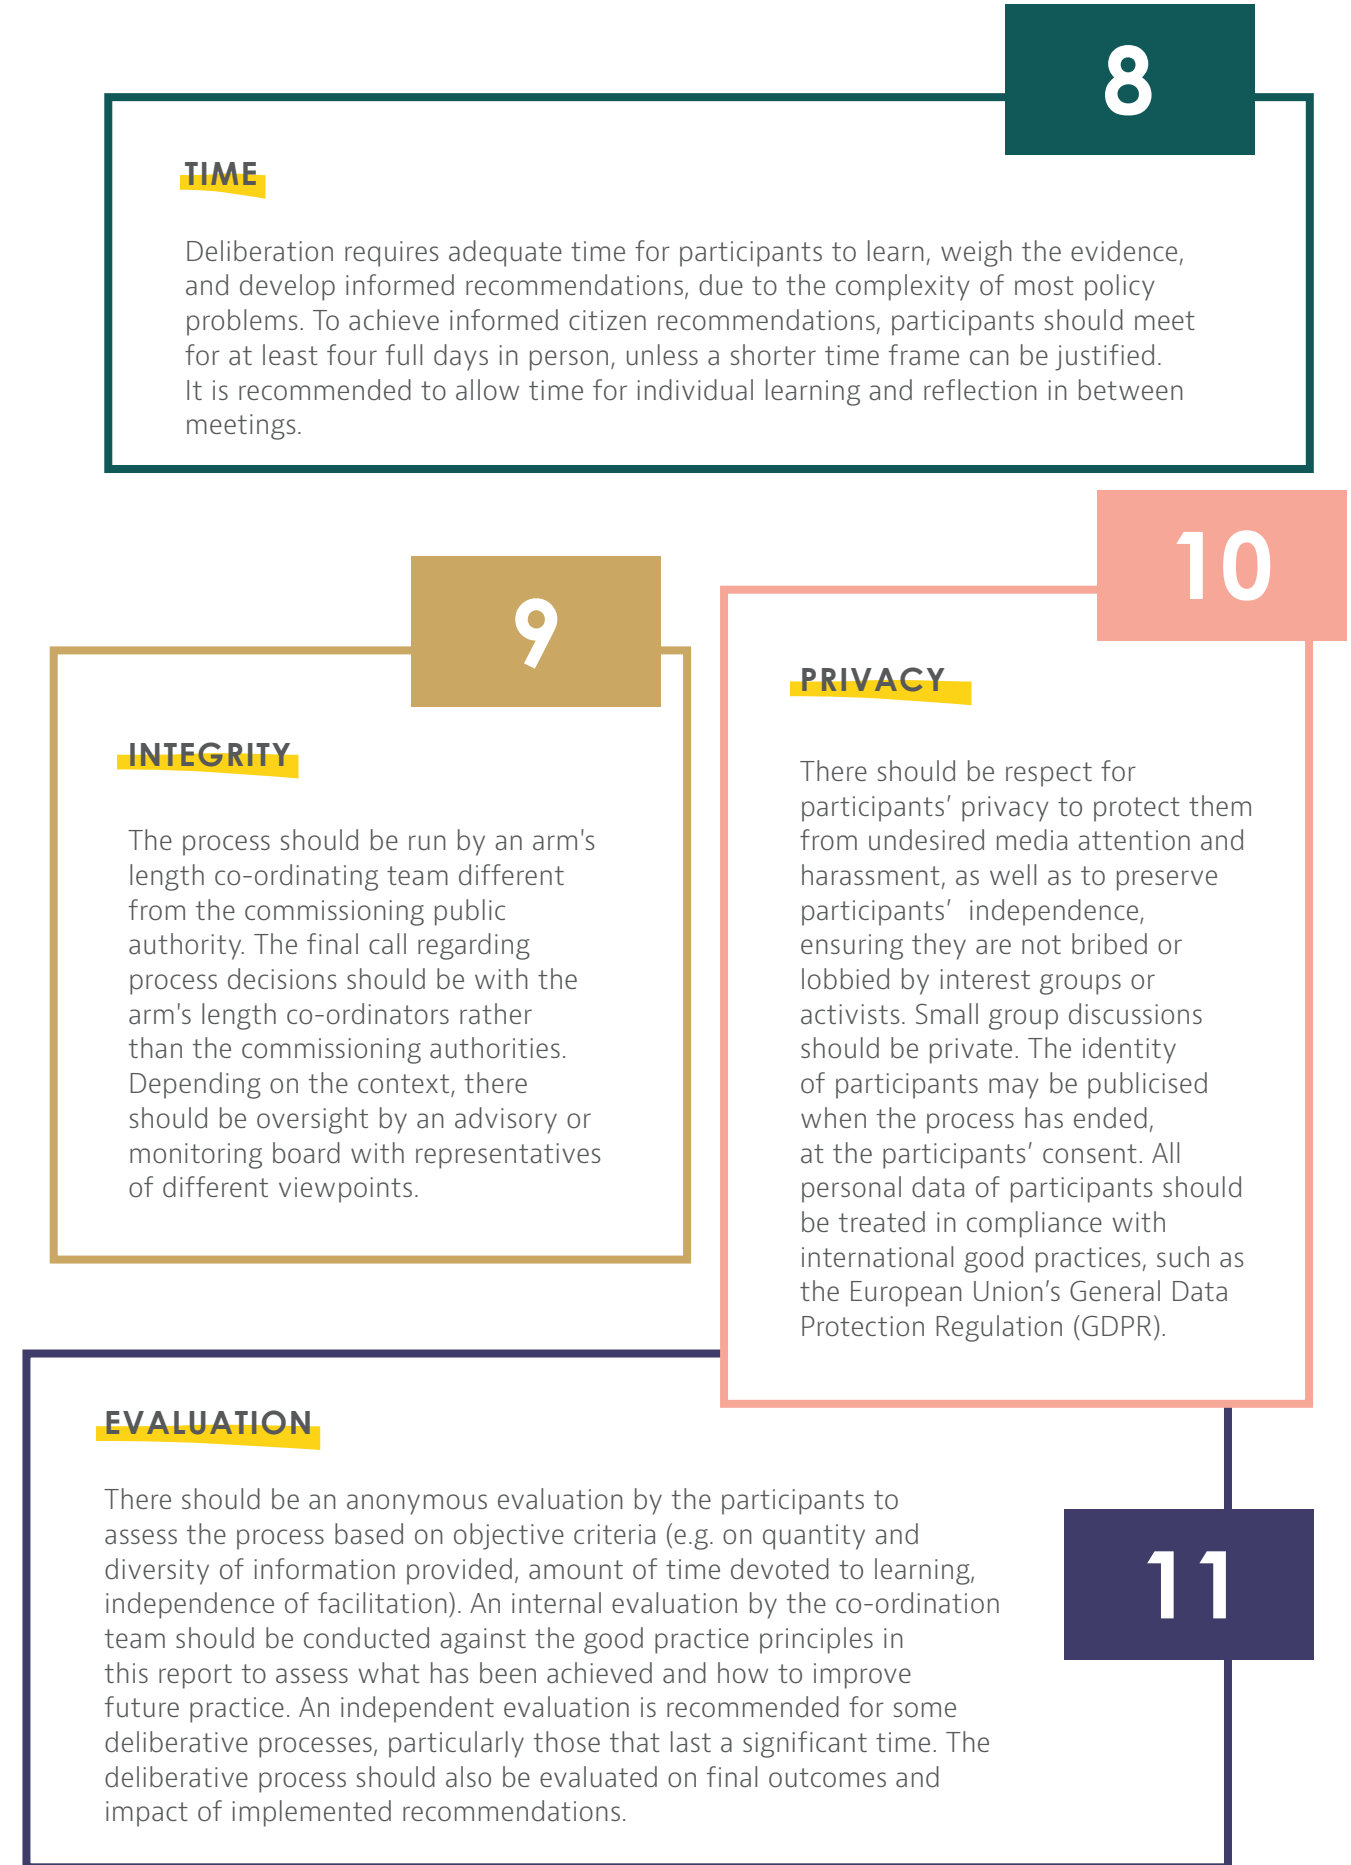 8
TIME
Deliberation requires adequate time for participants to learn, weigh the evidence,
and develop informed recommendations, due to the complexity of most policy
problems. To achieve informed citizen recommendations, participants should meet
for at least four full days in person, unless a shorter time frame can be justified.
It is recommended to allow time for individual learning and reflection in between
meetings.
9
INTEGRITY
The process should be run by an arm's
length co-ordinating team different
from the commissioning public
authority. The final call regarding
process decisions should be with the
arm's length co-ordinators rather
than the commissioning authorities.
Depending on the context, there
should be oversight by an advisory or
monitoring board with representatives
of different viewpoints.
10
PRIVACY
There should be respect for
participants’ privacy to protect them
from undesired media attention and
harassment, as well as to preserve
participants’  independence,
ensuring they are not bribed or
lobbied by interest groups or
activists. Small group discussions
should be private. The identity
of participants may be publicised
when the process has ended,
at the participants’ consent. All
personal data of participants should
be treated in compliance with
international good practices, such as
the European Union’s General Data
Protection Regulation (GDPR).
EVALUATION
There should be an anonymous evaluation by the participants to
assess the process based on objective criteria (e.g. on quantity and
diversity of information provided, amount of time devoted to learning,
independence of facilitation). An internal evaluation by the co-ordination
team should be conducted against the good practice principles in
this report to assess what has been achieved and how to improve
future practice. An independent evaluation is recommended for some
deliberative processes, particularly those that last a significant time. The
deliberative process should also be evaluated on final outcomes and
impact of implemented recommendations.
11